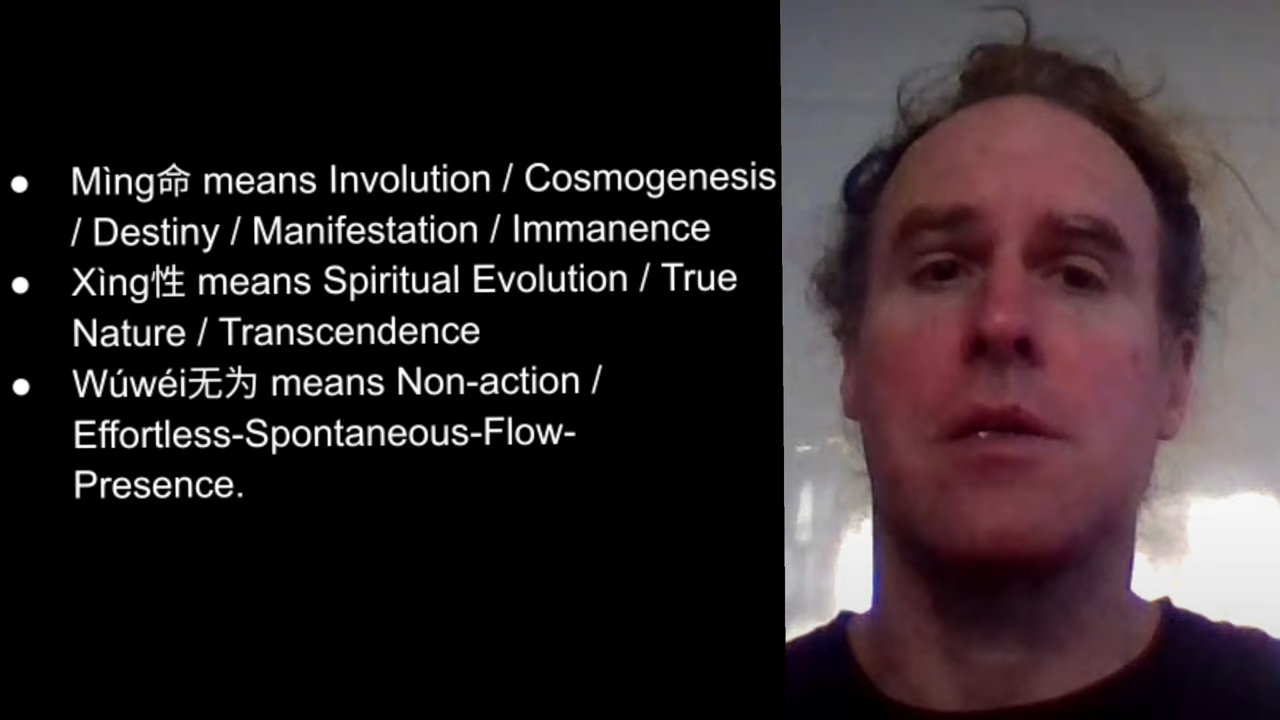 ● Mìng命 means Involution / Cosmogenesis
/ Destiny / Manifestation / Immanence
● Xìng性 means Spiritual Evolution / True
Nature / Transcendence
● Wúwéi无为 means Non-action /
Effortless-Spontaneous-Flow-
Presence.